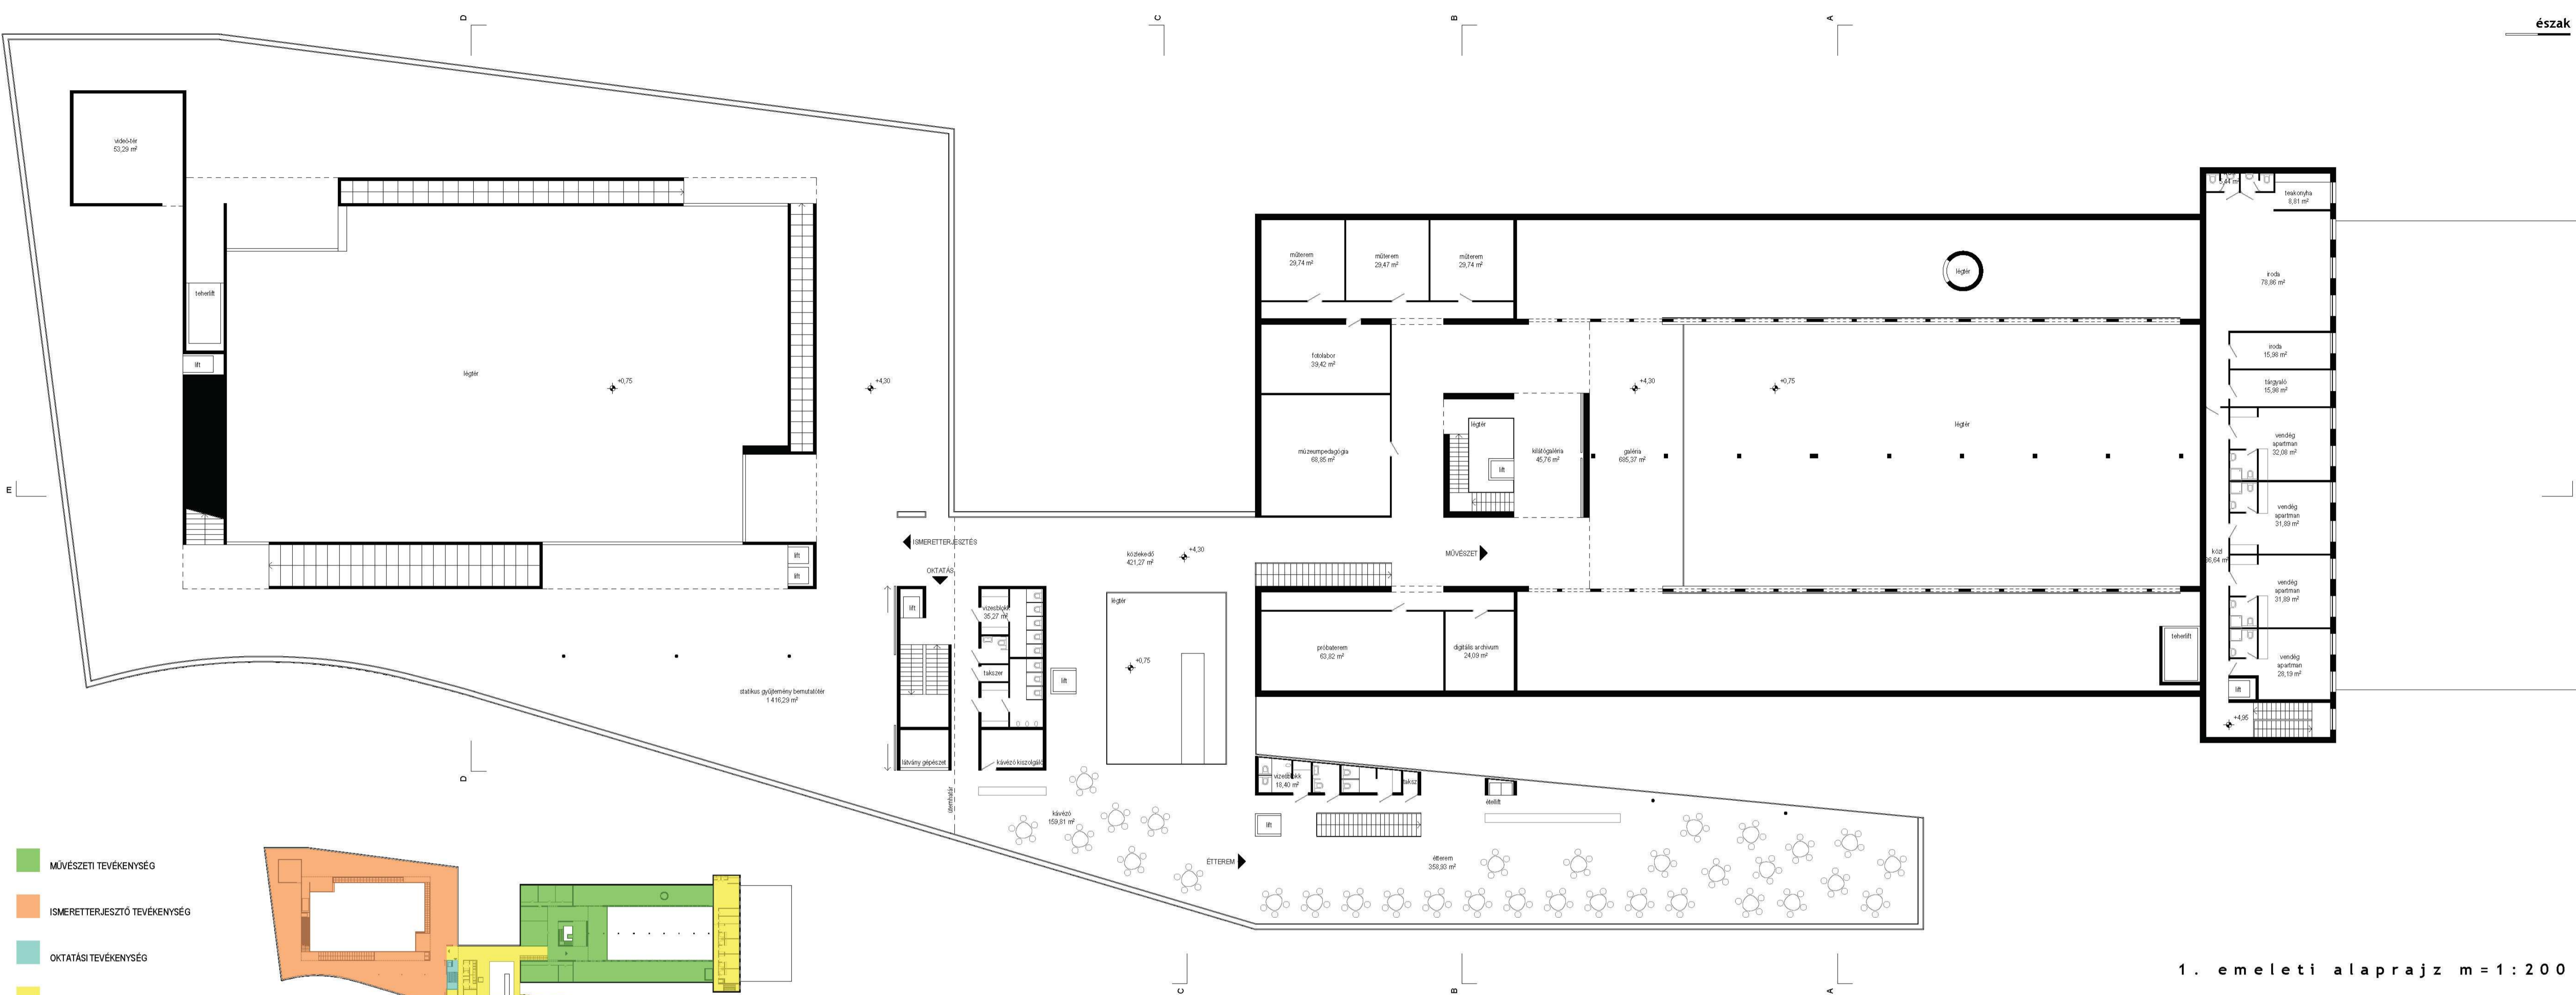 D
C
B
A
észak
videó-tér
53,29 m²
teherlift
lift
légtér
+0,75
+4,30
E
lift
lift
statikus gyűjtemény bemutatótér
1 416,29 m²
ISMERETTERJESZTÉS
OKTATÁS
lift
vizesblokk
35,27 m²
takszer
látvány gépészet
kávézó kiszolgáló
ütemhatár
lift
közlekedő
421,27 m²
+4,30
légtér
+0,75
kávézó
159,81 m²
MŰVÉSZET
műterem
29,74 m²
műterem
29,47 m²
műterem
29,74 m²
fotolabor
39,42 m²
múzeumpedagógia
68,85 m²
légtér
lift
kilátógaléria
45,76 m²
galéria
685,37 m²
+4,30
+0,75
légtér
légtér
próbaterem
63,82 m²
digitális archívum
24,09 m²
teherlift
teakonyha
8,81 m²
iroda
78,86 m²
iroda
15,98 m²
tárgyaló
15,98 m²
vendég
apartman
32,08 m²
vendég
apartman
31,89 m²
közl
vendég
apartman
31,89 m²
vendég
apartman
28,19 m²
lift
+4,95
vizesblokk
18,40 m²
taksz
ételift
lift
ÉTTEREM
étterem
358,93 m²
D
C
B
A
MŰVÉSZETI TEVÉKENYSÉG
ISMERETTERJESZTŐ TEVÉKENYSÉG
OKTATÁSI TEVÉKENYSÉG
1. emeleti alaprajz m=1:200